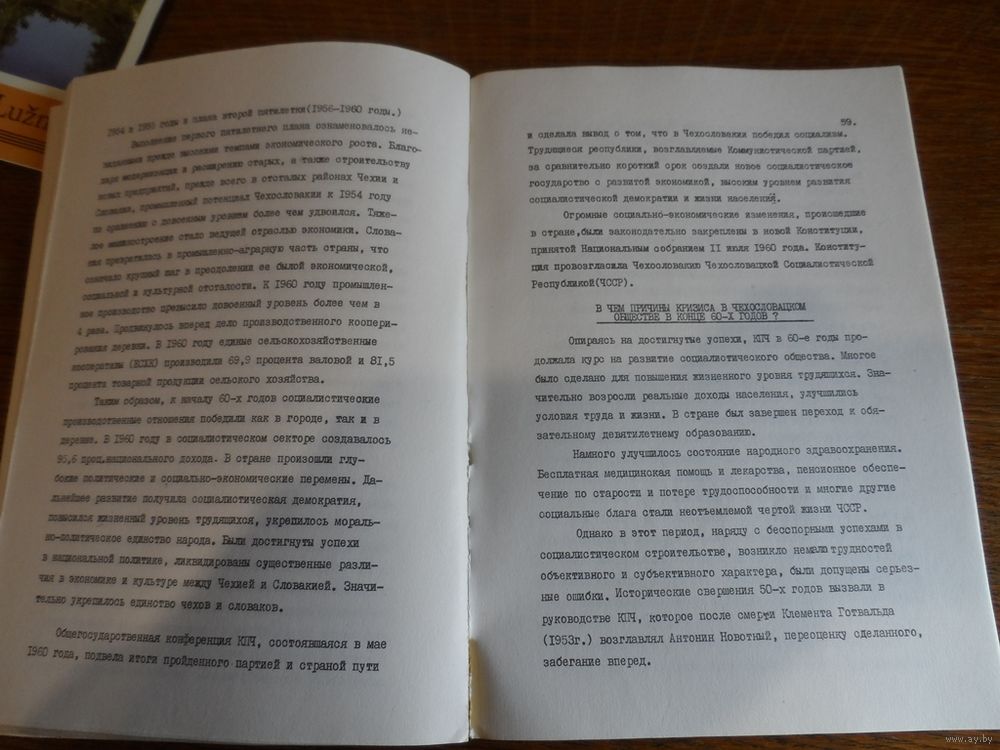 Lužn
1954 и 1955 годы и плана второй пятилетки(1956-1960 годы.)
Выполнение первого пятилетнего плана ознаменовалось не-
виданными прежде высокими темпами экономического роста. Благо-
даря модернизации и расширению старых, а также строительству
новых предприятий, прежде всего в отсталых районах Чехии и
Словакии, промышленный потенциал Чехословакии к 1954 году
по сравнению с довоенным уровнем более чем удвоился. Тяже-
лое машиностроение стало ведущей отраслью экономики. Слова-
кия превратилась в промышленно-аграрную часть страны, что
означало крупный шаг в преодолении ее былой экономической,
социальной и культурной отсталости. К 1960 году промышлен-
ное производство превысило довоенный уровень более чем в
4 раза. Продвинулось вперед дело производственного коопери-
рования деревни. В 1960 году единые сельскохозяйственные
кооперативы (ЕСХК) производили 69,9 процента валовой и 81,5
процента товарной продукции сельского хозяйства.
Таким образом, к началу 60-х годов социалистические
производственные отношения победили как в городе, так и в
деревне. В 1960 году в социалистическом секторе создавалось
95,6 проц.национального дохода. В стране произошли глу-
бокие политические и социально-экономические перемены. Да-
льнейшее развитие получила социалистическая демократия,
повысился жизненный уровень трудящихся, укрепилось мораль-
но-политическое единство народа. Были достигнуты успехи
в национальной политике, ликвидированы существенные разли-
чия в экономике и культуре между Чехией и Словакией. Значи-
тельно укрепилось единство чехов и словаков.
Общегосударственная конференция КПЧ, состоявшаяся в мае
1960 года, подвела итоги пройденного партией и страной пути
59.
и сделала вывод о том, что в Чехословакии победил социализм.
Трудящиеся республики, возглавляемые Коммунистической партией,
за сравнительно короткий срок создали новое социалистическое
государство с развитой экономикой, высоким уровнем развития
социалистической демократии и жизни населения.
Огромные социально-экономические изменения, происшедшие
в стране,были законодательно закреплены в новой Конституции,
принятой Национальным собранием II июля 1960 года. Конститу-
ция провозгласила Чехословакию Чехословацкой Социалистической
Республикой(ЧССР).
В ЧЕМ ПРИЧИНЫ КРИЗИСА В ЧЕХОСЛОВАЦКОМ
ОБЩЕСТВЕ В КОНЦЕ 60-Х ГОДОВ ?
Опираясь на достигнутые успехи, КПЧ в 60-е годы про-
должала курс на развитие социалистического общества. Многое
было сделано для повышения жизненного уровня трудящихся. Зна-
чительно возросли реальные доходы населения, улучшились
условия труда и жизни. В стране был завершен переход к обя-
зательному девятилетнему образованию.
Намного улучшилось состояние народного здравоохранения.
Бесплатная медицинская помощь и лекарства, пенсионное обеспе-
чение по старости и потере трудоспособности и многие другие
социальные блага стали неотъемлемой чертой жизни ЧССР.
Однако в этот период, наряду с бесспорными успехами в
социалистическом строительстве, возникло немало трудностей
объективного и субъективного характера, были допущены серьез-
ные ошибки. Исторические свершения 50-х годов вызвали в
руководстве КПЧ, которое после смерти Клемента Готвальда
(1953г.) возглавлял Антонин Новотный, переоценку сделанного,
забегание вперед.
www.ay.by